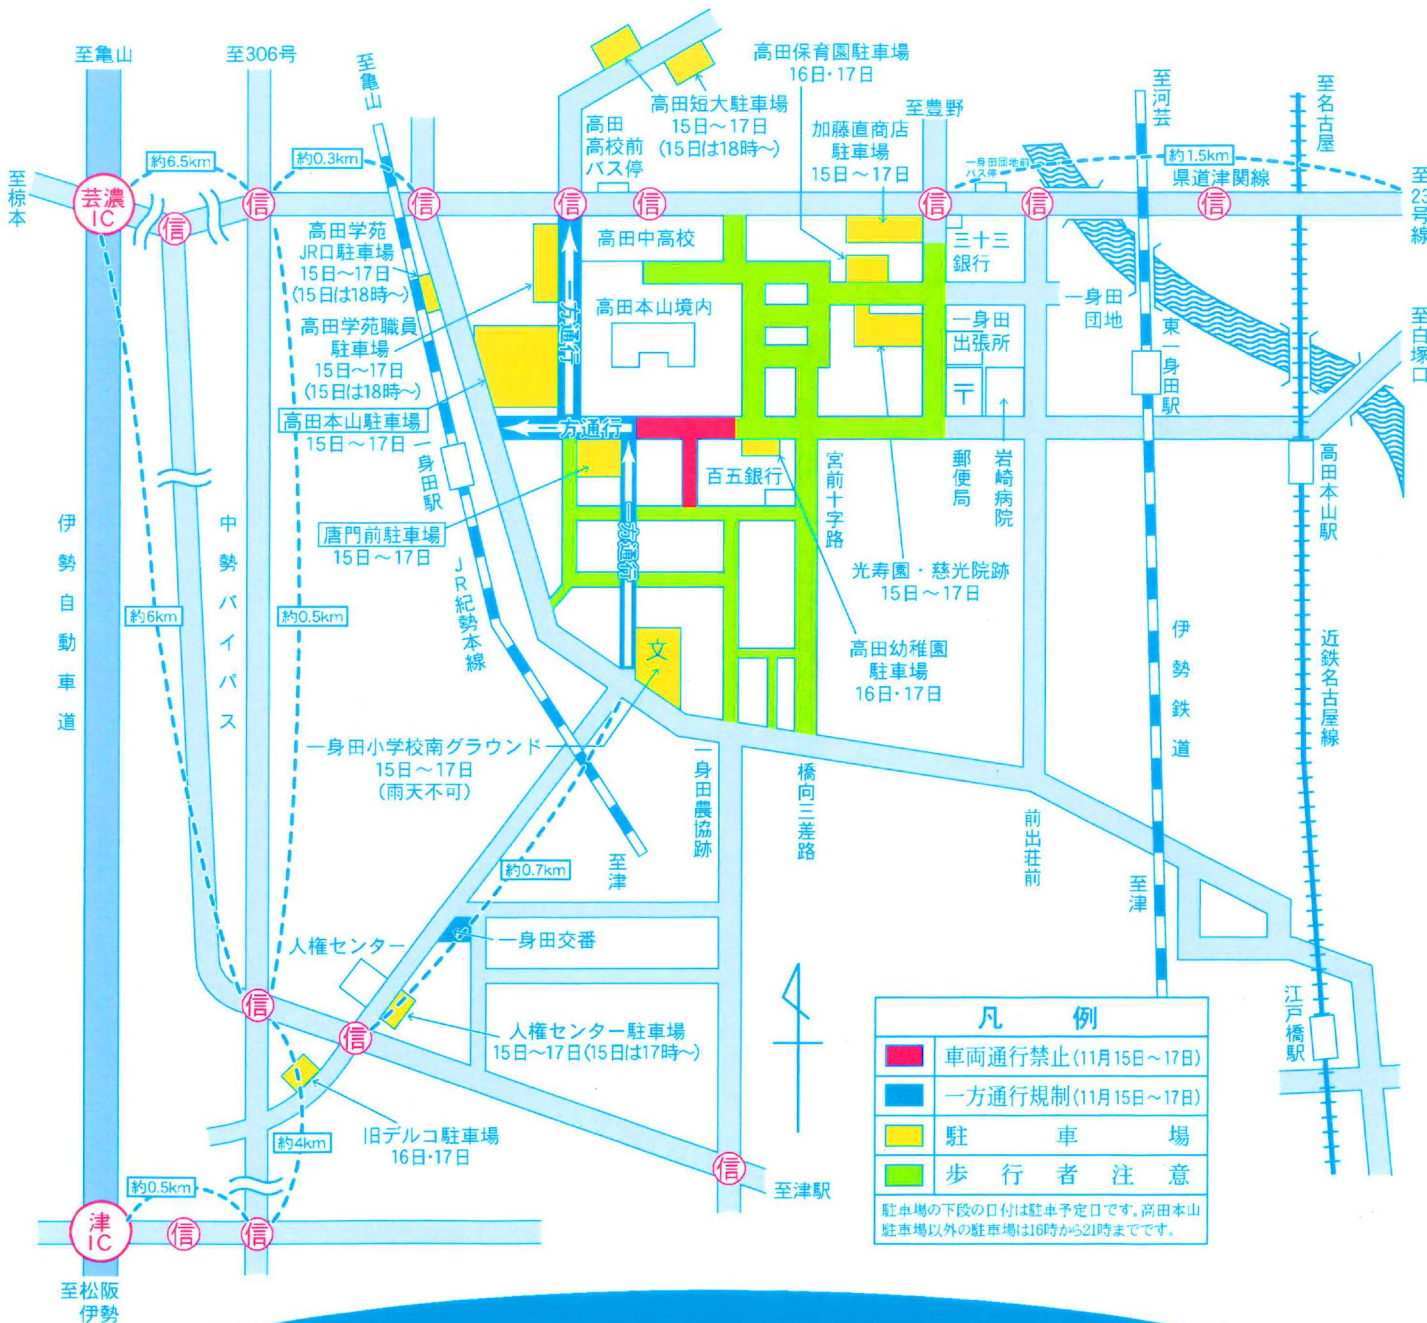 至亀山
至306号
至亀山
高田短大駐車場
15日～17日
(15日は18時～)
高田保育園駐車場
16日・17日
至豊野
至河芸
至名古屋
高田
高校前
バス停
加藤直商店
駐車場
15日～17日
一身田団地前
バス停
約6.5km
約0.3km
約1.5km
県道津関線
至椋本
芸濃
IC
信
信
信
信
信
信
信
信
至23号線
高田学苑
JR口駐車場
15日～17日
(15日は18時～)
高田中高校
三十三
銀行
高田学苑職員
駐車場
15日～17日
(15日は18時～)
一方通行
高田本山境内
一身田
出張所
一身田
団地
東一身田駅
至白塚口
高田本山駐車場
15日～17日
一方通行
一身田駅
百五銀行
宮前十字路
〒
郵便局
岩崎病院
高田本山駅
唐門前駐車場
15日～17日
一方通行
伊勢自動車道
中勢バイパス
JR紀勢本線
光寿園・慈光院跡
15日～17日
約6km
約0.5km
文
高田幼稚園
駐車場
16日・17日
伊勢鉄道
近鉄名古屋線
一身田小学校南グラウンド
15日～17日
(雨天不可)
一身田農協跡
橋向三差路
前出荘前
約0.7km
至津
至津
人権センター
一身田交番
信
信
人権センター駐車場
15日～17日(15日は17時～)
江戸橋駅
旧デルコ駐車場
16日・17日
約4km
約0.5km
信
至津駅
津
IC
信
信
至松阪
伊勢
凡例
車両通行禁止(11月15日～17日)
一方通行規制(11月15日～17日)
駐車場
歩行者注意
駐車場の下段の日付は駐車予定日です。高田本山
駐車場以外の駐車場は16時から21時までです。